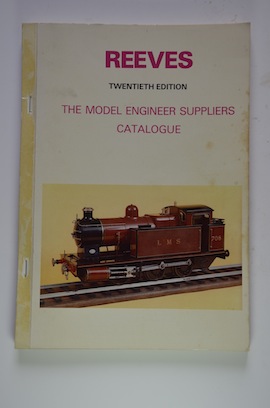 REEVES
TWENTIETH EDITION
THE MODEL ENGINEER SUPPLIERS
CATALOGUE
L M S